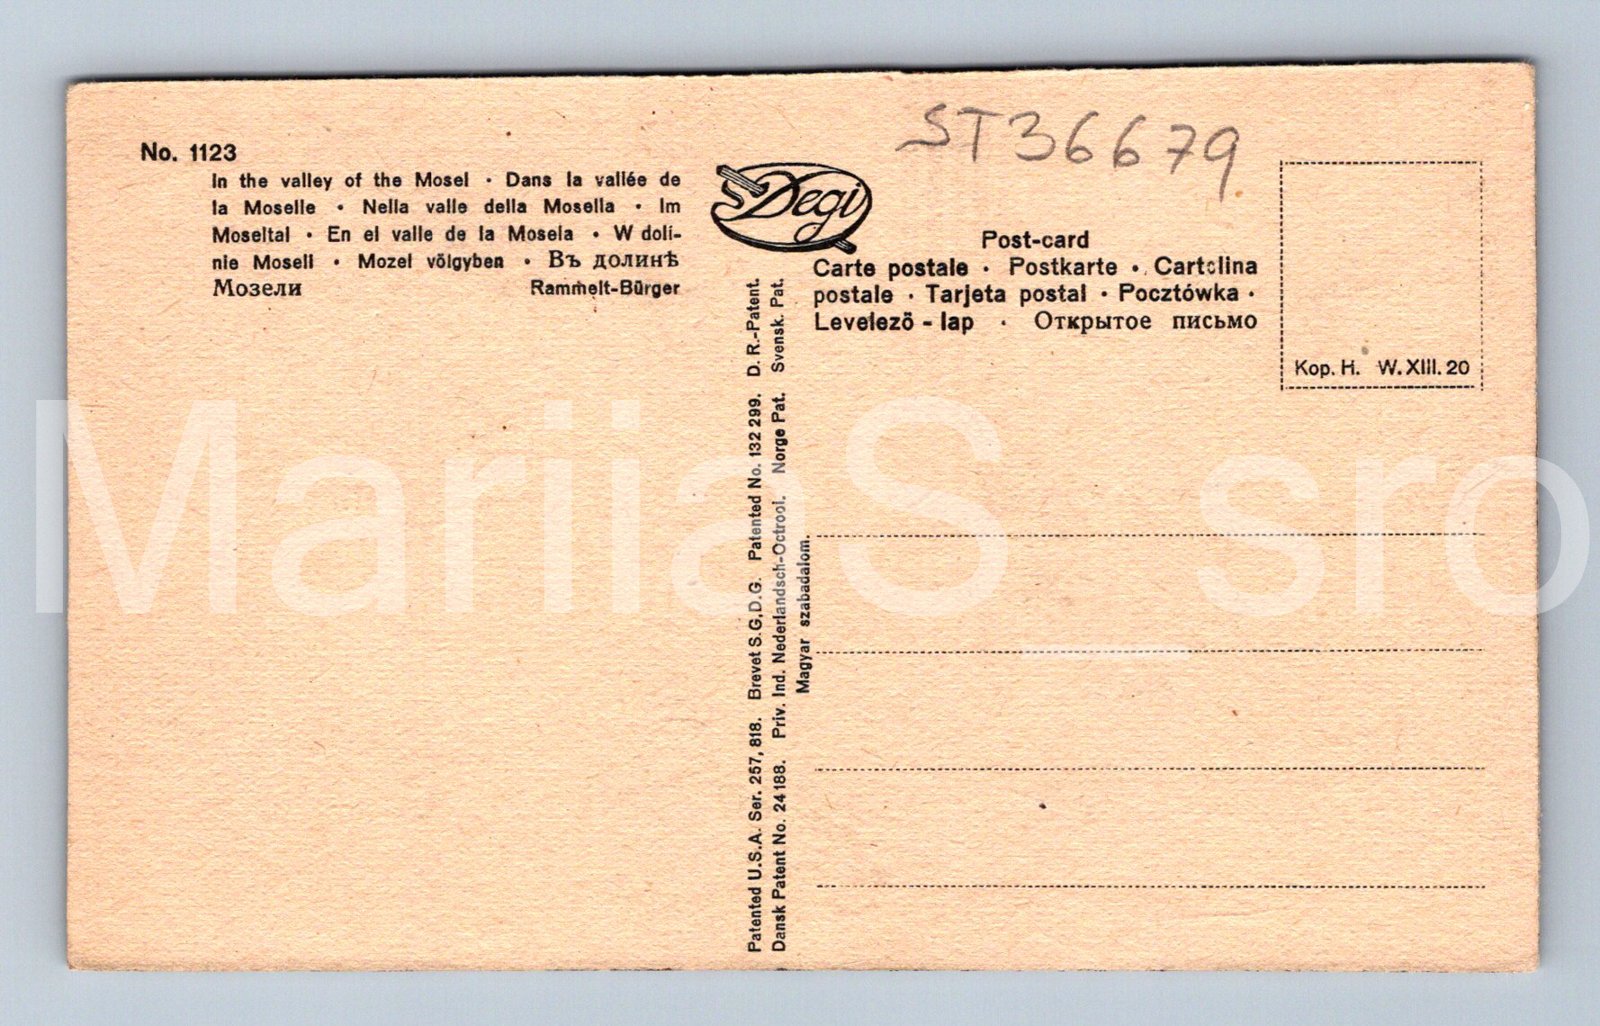 ST36679
No. 1123
In the valley of the Mosel · Dans la vallée de
la Moselle · Nella valle della Mosella · Im
Moseltal · En el valle de la Mosela · W doli-
nie Mosell · Mozel völgyben · Въ долинѣ
Мозели Rammelt-Bürger
Degi
Post-card
Carte postale · Postkarte · Cartolina
postale · Tarjeta postal · Pocztówka ·
Levelező - lap · Открытое письмо
Kop. H. W. XIII. 20
Patented U.S.A. Ser. 257, 818. Brevet S.G.D.G. Patented No. 132 299. D. R.-Patent.
Dansk Patent No. 24 188. Priv. Ind. Nederlandsch-Octrooi. Norge Pat. Svensk. Pat.
Magyar szabadalom.
MariiaS_sro